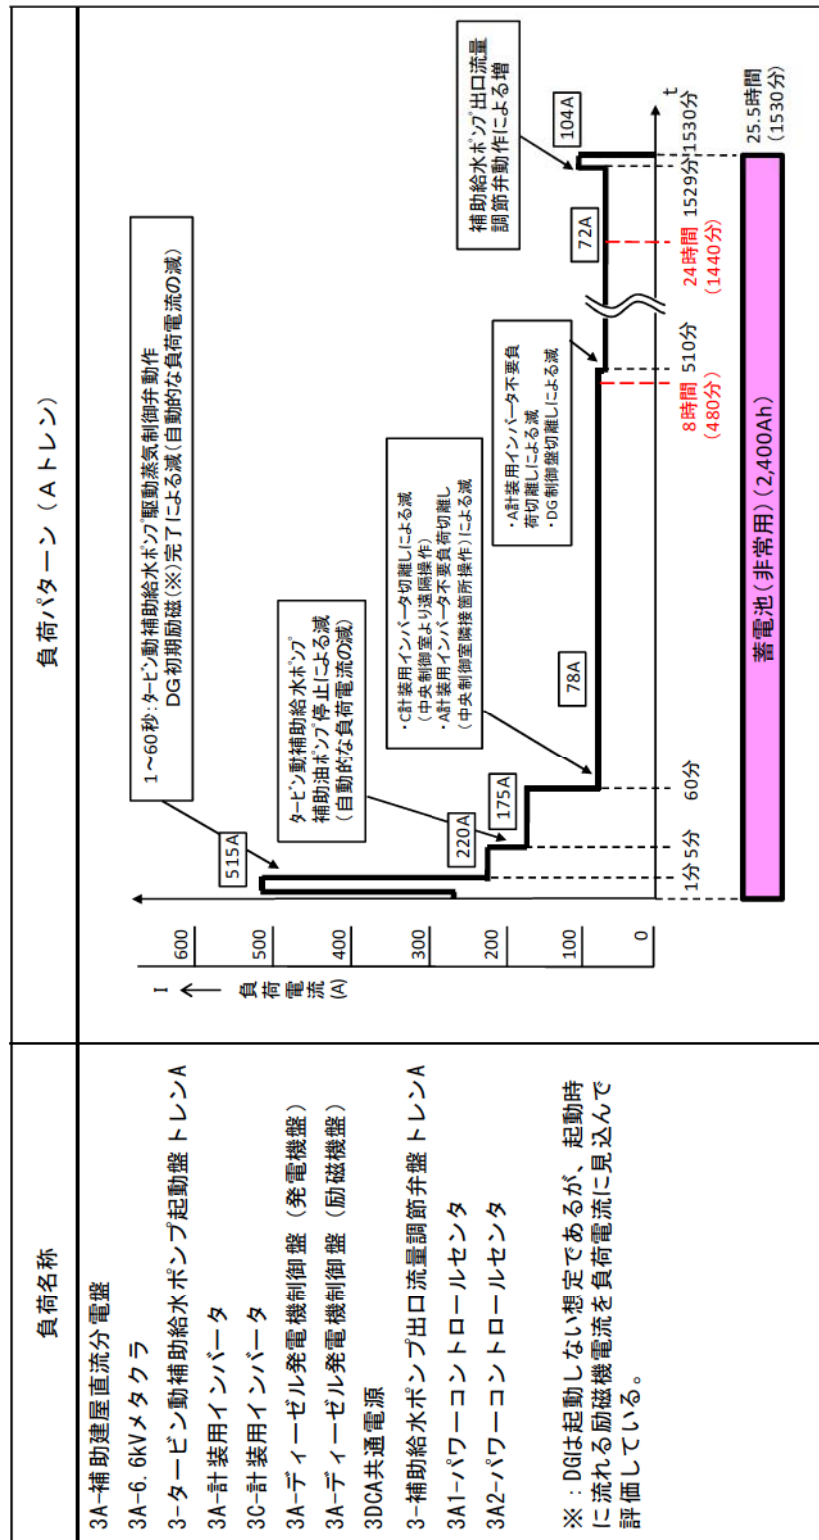 負荷名称
3A-補助建屋直流分電盤
3A-6.6kVメタクラ
3-タービン動補助給水ポンプ起動盤トレンA
3A-計装用インバータ
3C-計装用インバータ
3A-ディーゼル発電機制御盤（発電機盤）
3A-ディーゼル発電機制御盤（励磁機盤）
3DCA共通電源
3-補助給水ポンプ出口流量調節弁盤トレンA
3A1-パワーコントロールセンタ
3A2-パワーコントロールセンタ
※：DGは起動しない想定であるが、起動時
に流れる励磁機電流を負荷電流に見込んで
評価している。
負荷パターン（Aトレン）
I
負荷電流
(A)
600
500
400
300
200
100
0
1～60秒:タービン動補助給水ポンプ駆動蒸気制御弁動作
DG初期励磁(※)完了による減(自動的な負荷電流の減)
515A
タービン動補助給水ポンプ
補助油ポンプ停止による減
(自動的な負荷電流の減)
220A
・C計装用インバータ切離しによる減
(中央制御室より遠隔操作)
・A計装用インバータ不要負荷切離し
(中央制御室隣接箇所操作)による減
175A
78A
・A計装用インバータ不要負
荷切離しによる減
・DG制御盤切離しによる減
72A
補助給水ポンプ出口流量
調節弁動作による増
104A
t
1分
5分
60分
8時間
(480分)
510分
24時間
(1440分)
1529分
1530分
蓄電池(非常用)(2,400Ah)
25.5時間
(1530分)